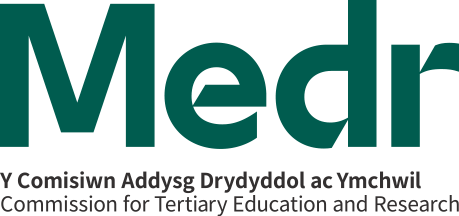 Medr
Y Comisiwn Addysg Drydyddol ac Ymchwil
Commission for Tertiary Education and Research